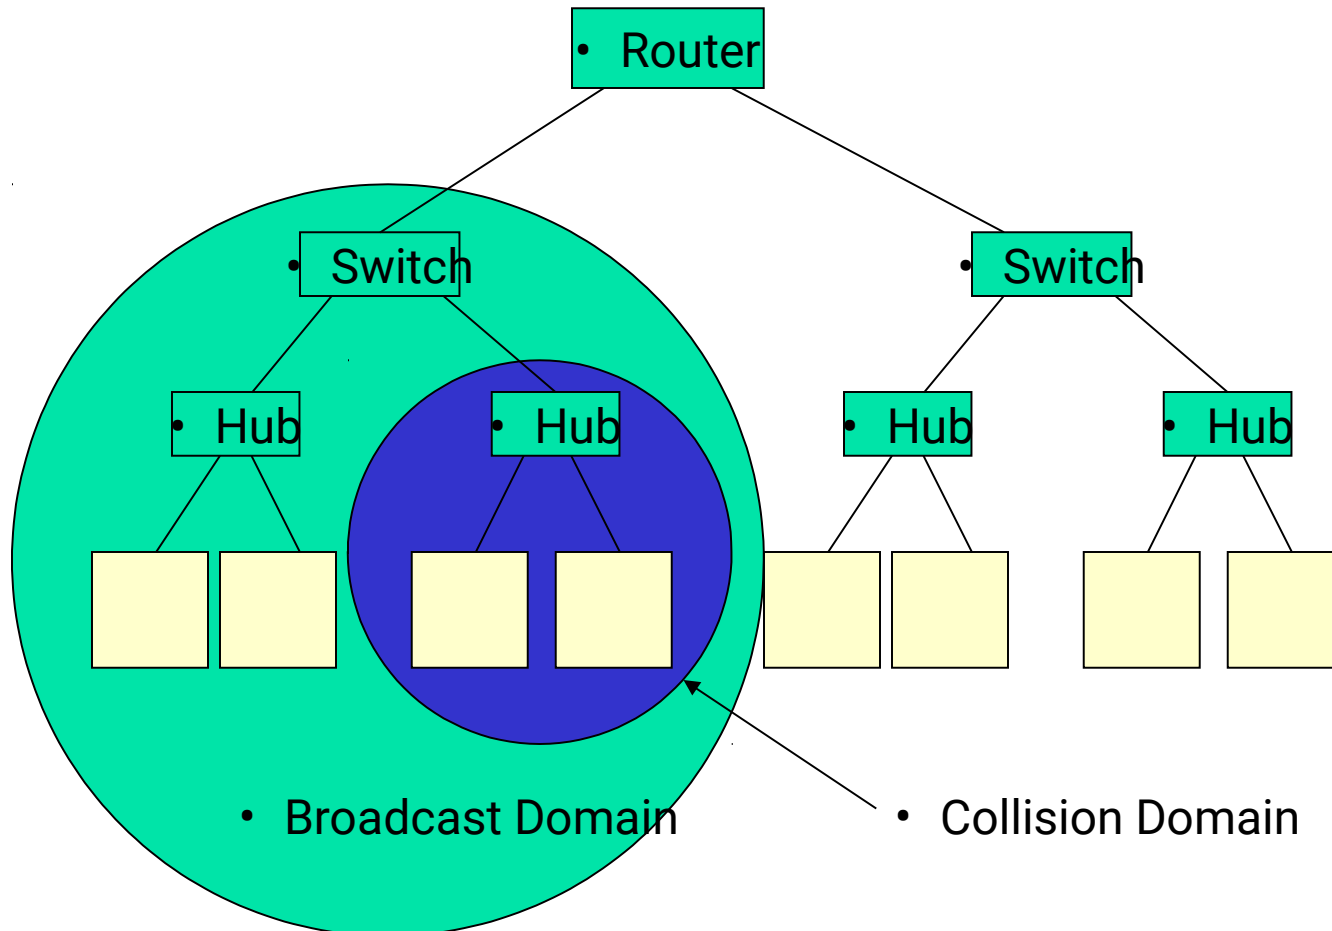 • Router
• Switch
• Switch
• Hub
• Hub
• Hub
• Hub
• Broadcast Domain
• Collision Domain